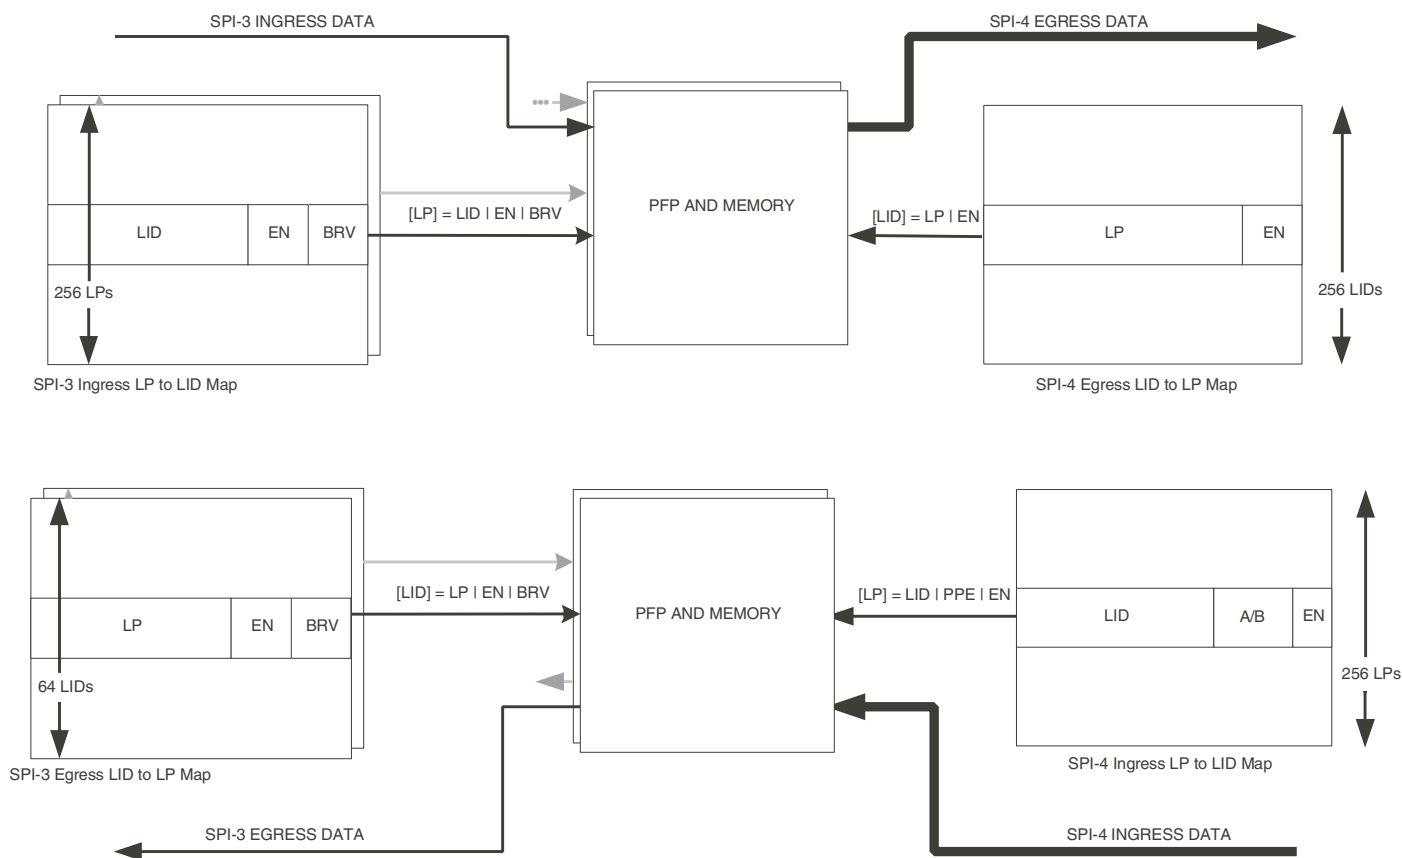 SPI-3 INGRESS DATA
SPI-4 EGRESS DATA
PFP AND MEMORY
[LP] = LID | EN | BRV
[LID] = LP | EN
LID EN BRV
LP EN
256 LPs
256 LIDs
SPI-3 Ingress LP to LID Map
SPI-4 Egress LID to LP Map
[LID] = LP | EN | BRV
[LP] = LID | PPE | EN
PFP AND MEMORY
LP EN BRV
LID A/B EN
64 LIDs
256 LPs
SPI-3 Egress LID to LP Map
SPI-4 Ingress LP to LID Map
SPI-3 EGRESS DATA
SPI-4 INGRESS DATA